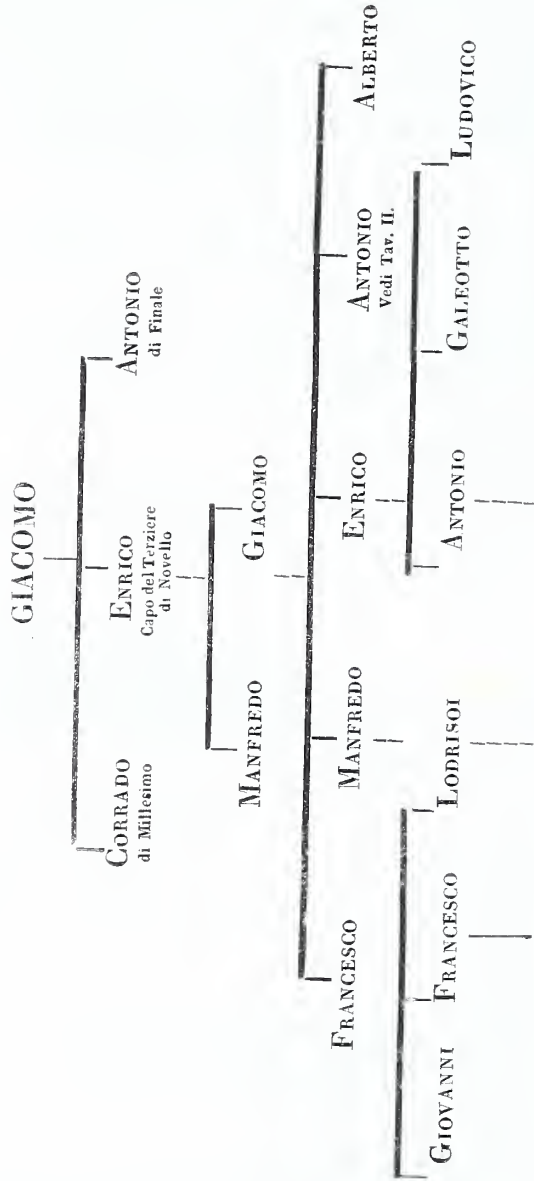 GIACOMO
CORRADO
di Millesimo
ENRICO
Capo del Terziere
di Novello
ANTONIO
di Finale
MANFREDO
GIACOMO
FRANCESCO
MANFREDO
ENRICO
ANTONIO
Vedi Tav. II.
ALBERTO
GIOVANNI
FRANCESCO
LODRISOI
ANTONIO
GALEOTTO
LUDOVICO